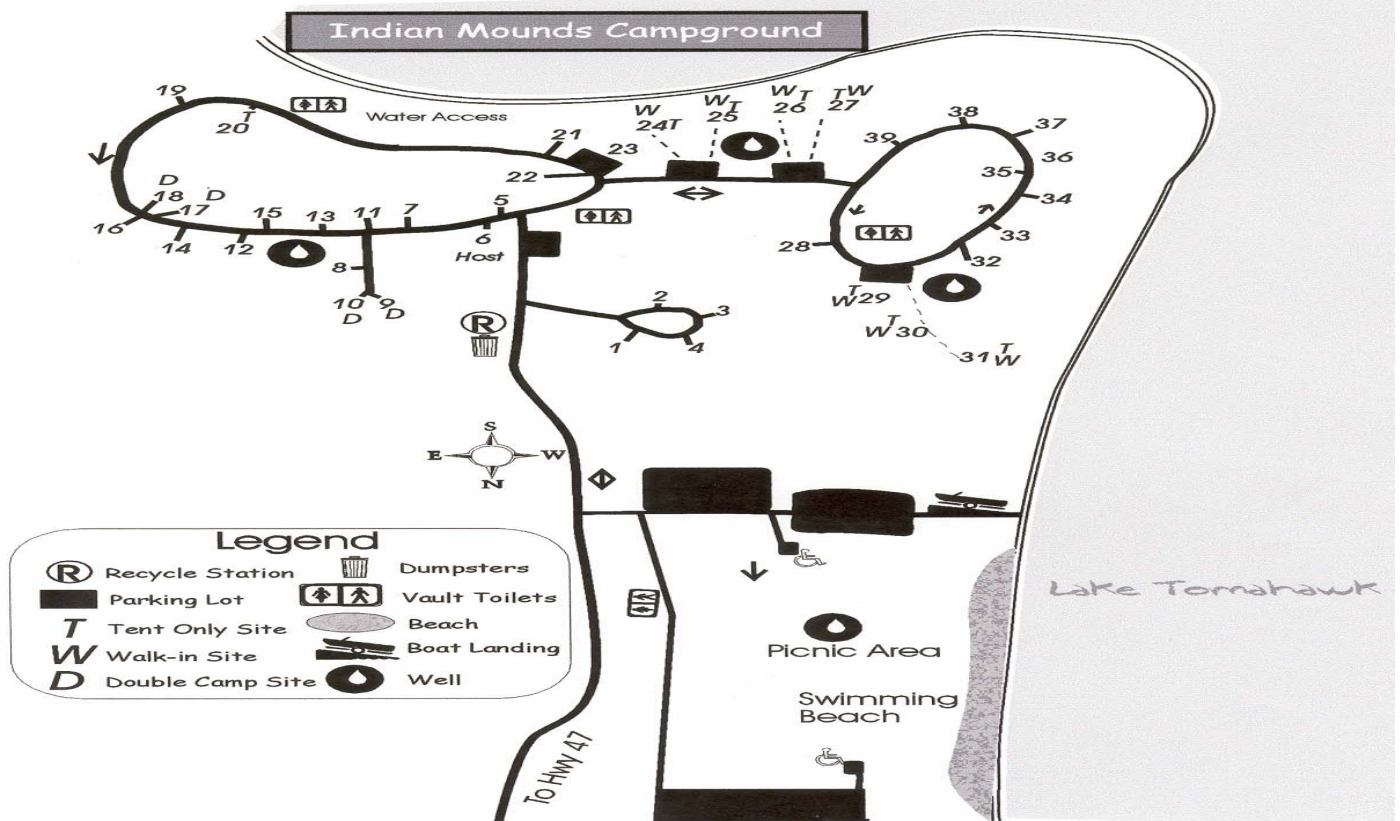 Indian Mounds Campground
19
T
20
Water Access
21
23
22
W
24T
W T
25
W T
26
T W
27
38
37
39
36
35
34
33
32
28
D
18
D
17
16
15
14
13
12
11
7
5
6
Host
8
10
9
D
D
R
2
3
1
4
T
W29
T
W 30
31 T
W
S
E
W
N
Legend
R Recycle Station
Dumpsters
Parking Lot
Vault Toilets
T Tent Only Site
Beach
W Walk-in Site
Boat Landing
D Double Camp Site
Well
Lake Tomahawk
Picnic Area
Swimming
Beach
To Hwy 47